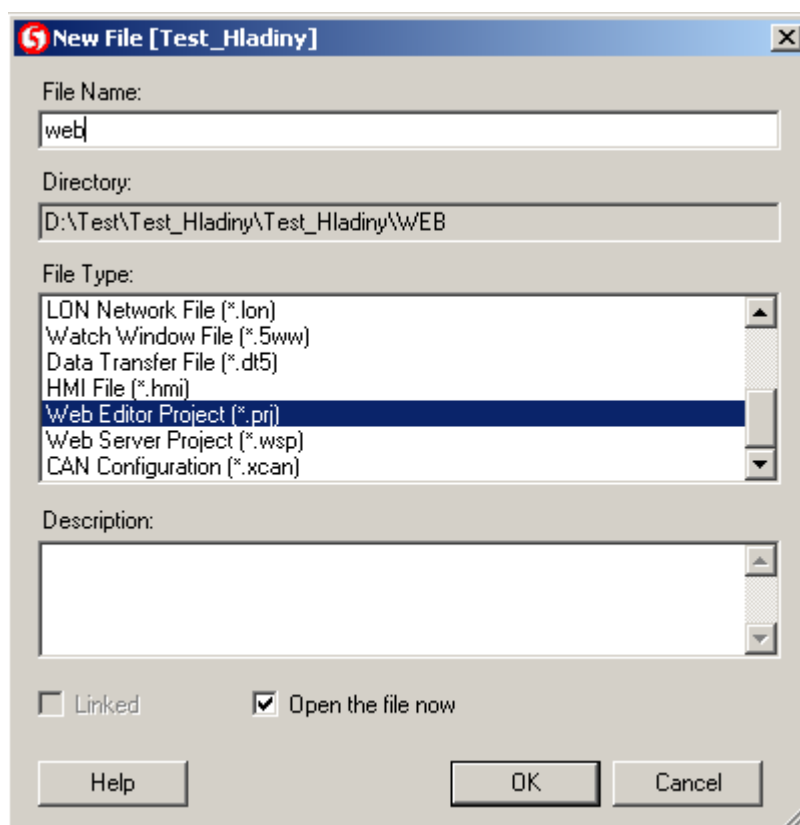 New File [Test_Hladiny]
File Name:
web
Directory:
D:\Test\Test_Hladiny\Test_Hladiny\WEB
File Type:
LON Network File (*.lon)
Watch Window File (*.5ww)
Data Transfer File (*.dt5)
HMI File (*.hmi)
Web Editor Project (*.prj)
Web Server Project (*.wsp)
CAN Configuration (*.xcan)
Description:
Linked Open the file now
Help OK Cancel